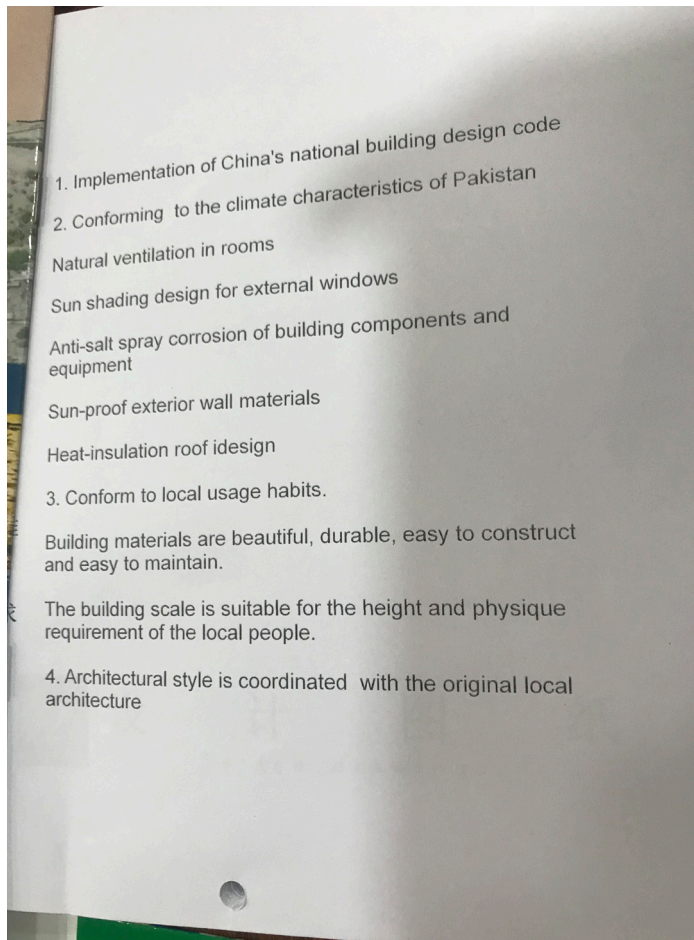 1. Implementation of China's national building design code
2. Conforming to the climate characteristics of Pakistan
Natural ventilation in rooms
Sun shading design for external windows
Anti-salt spray corrosion of building components and
equipment
Sun-proof exterior wall materials
Heat-insulation roof idesign
3. Conform to local usage habits.
Building materials are beautiful, durable, easy to construct
and easy to maintain.
The building scale is suitable for the height and physique
requirement of the local people.
4. Architectural style is coordinated with the original local
architecture